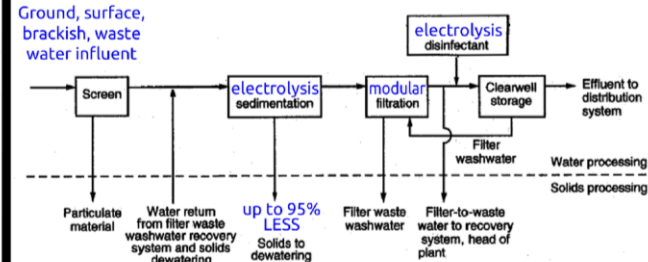 Ground, surface,
brackish, waste
water influent
electrolysis
disinfectant
Screen
electrolysis
sedimentation
modular
filtration
Clearwell
storage
Effluent to
distribution
system
Filter
washwater
Water processing
Solids processing
Particulate
material
Water return
from filter waste
washwater recovery
system and solids
dewatering
up to 95%
LESS
Solids to
dewatering
Filter waste
washwater
Filter-to-waste
water to recovery
system, head of
plant